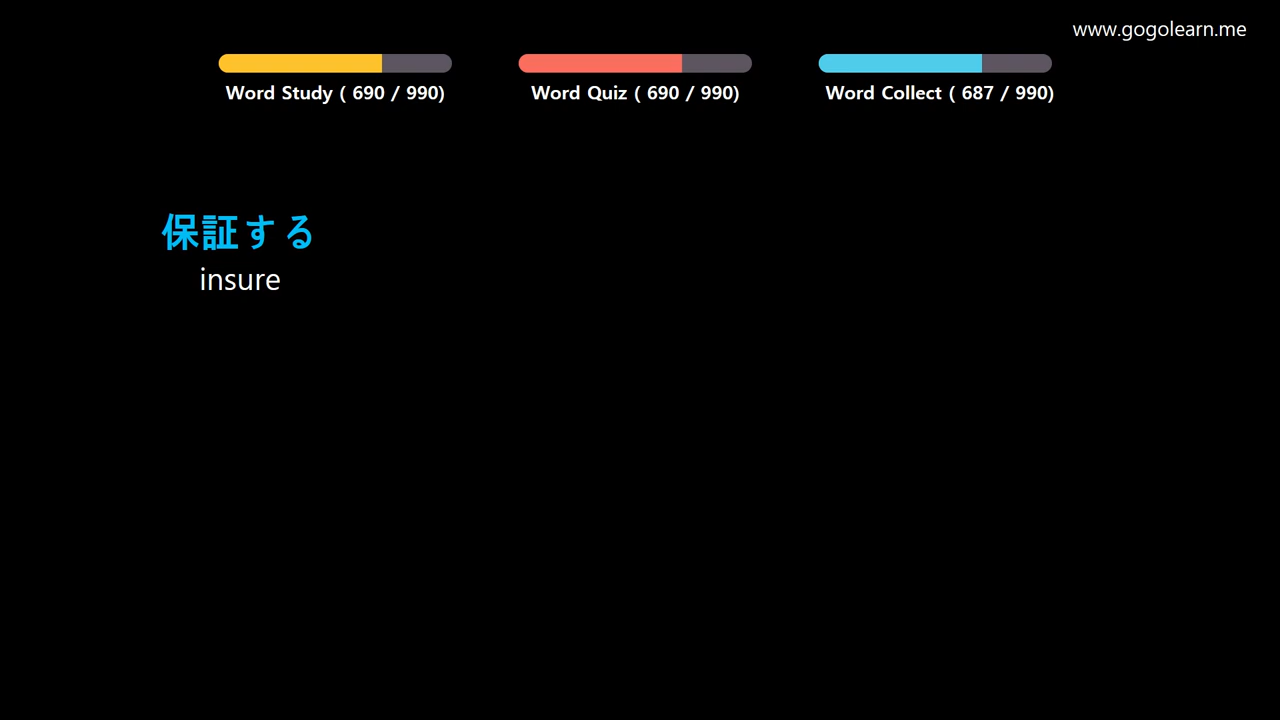 www.gogolearn.me
Word Study ( 690 / 990)
Word Quiz ( 690 / 990)
Word Collect ( 687 / 990)
保証する
insure